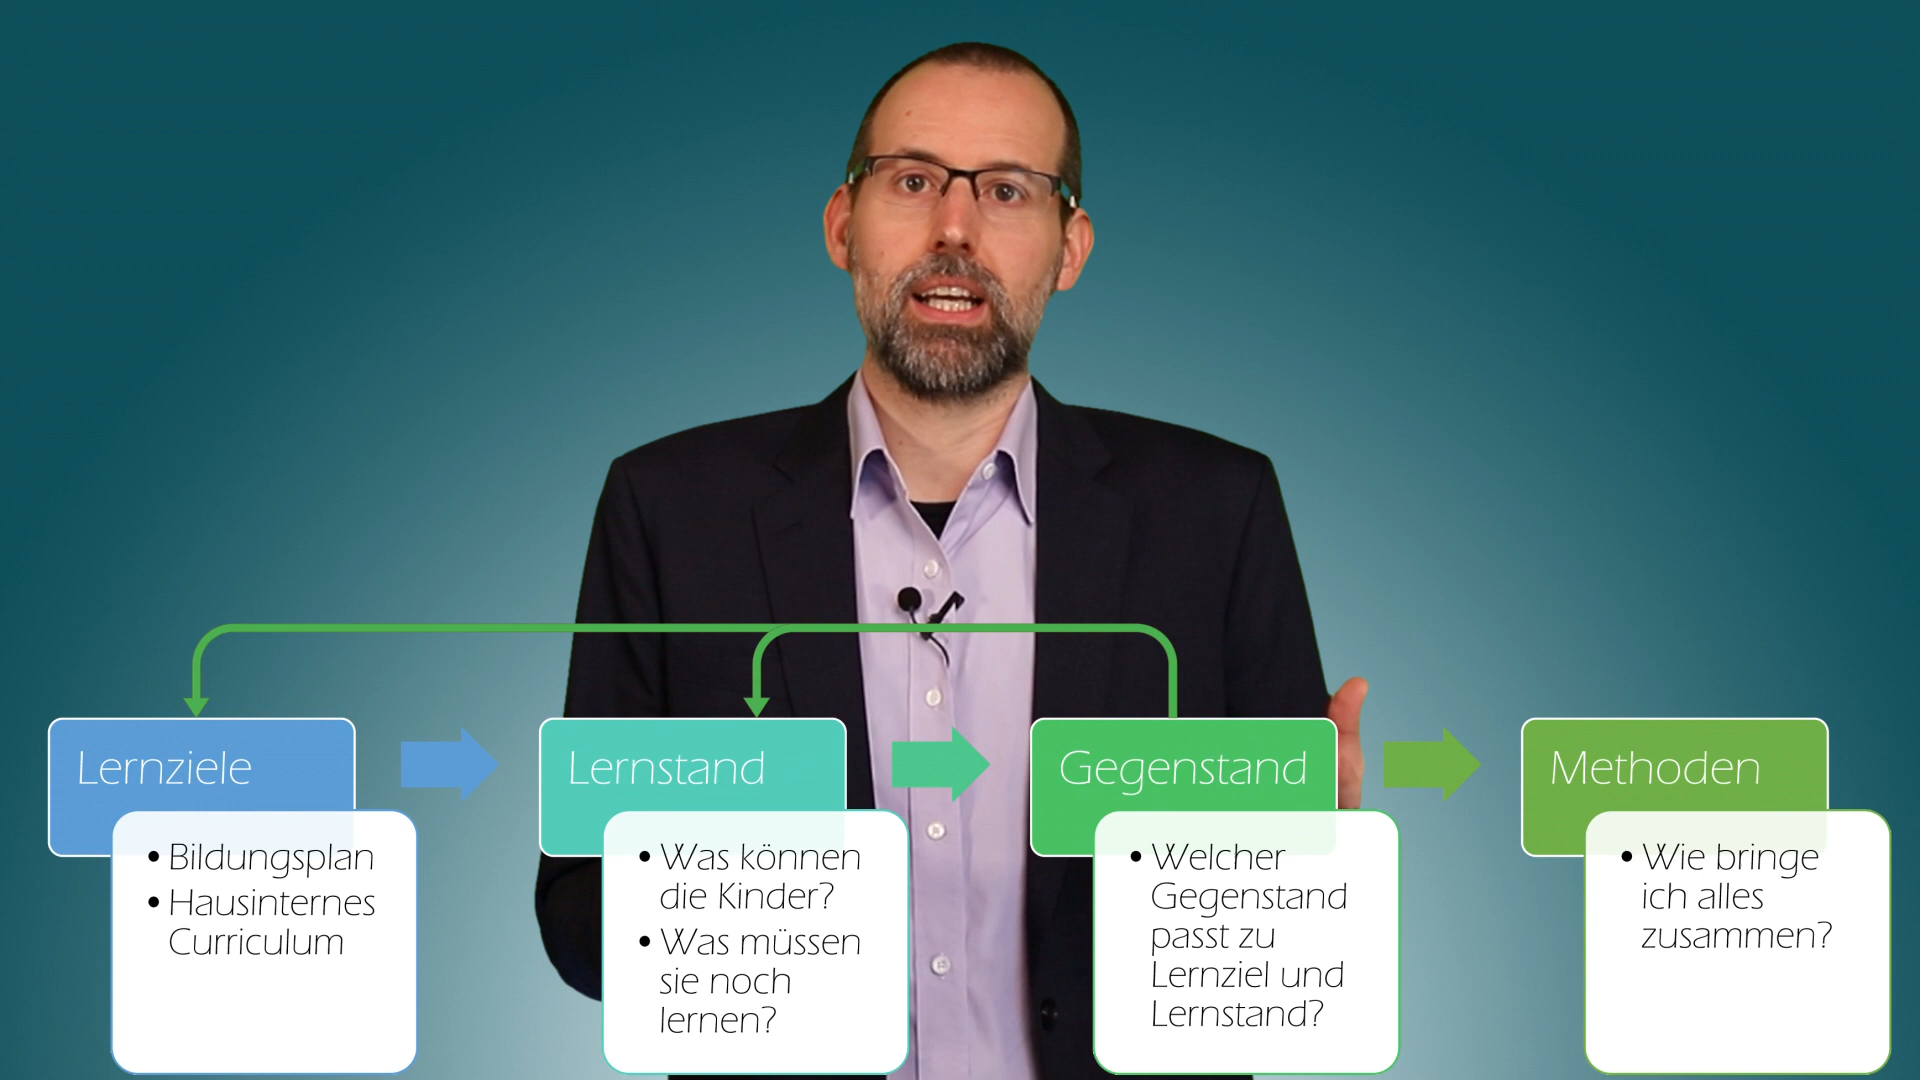 Lernziele
• Bildungsplan
• Hausinternes
Curriculum
Lernstand
• Was können
die Kinder?
• Was müssen
sie noch
lernen?
Gegenstand
• Welcher
Gegenstand
passt zu
Lernziel und
Lernstand?
Methoden
• Wie bringe
ich alles
zusammen?